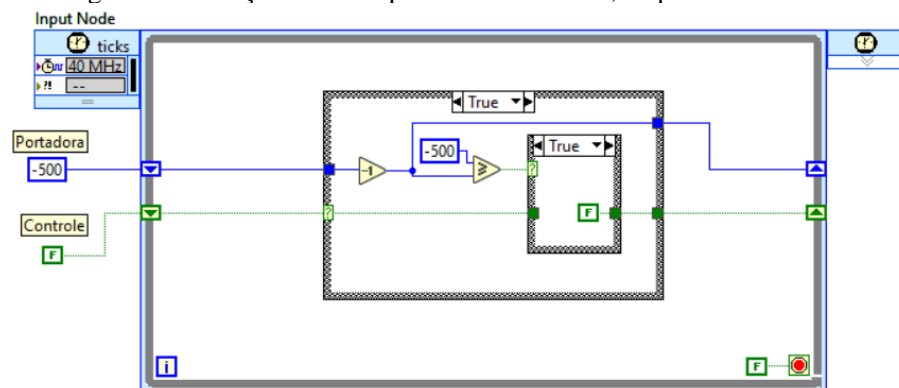 Input Node
ticks
40 MHz
?!
--
True
True
Portadora
-500
-1
-500
≥
?
?
F
Controle
F
i
F